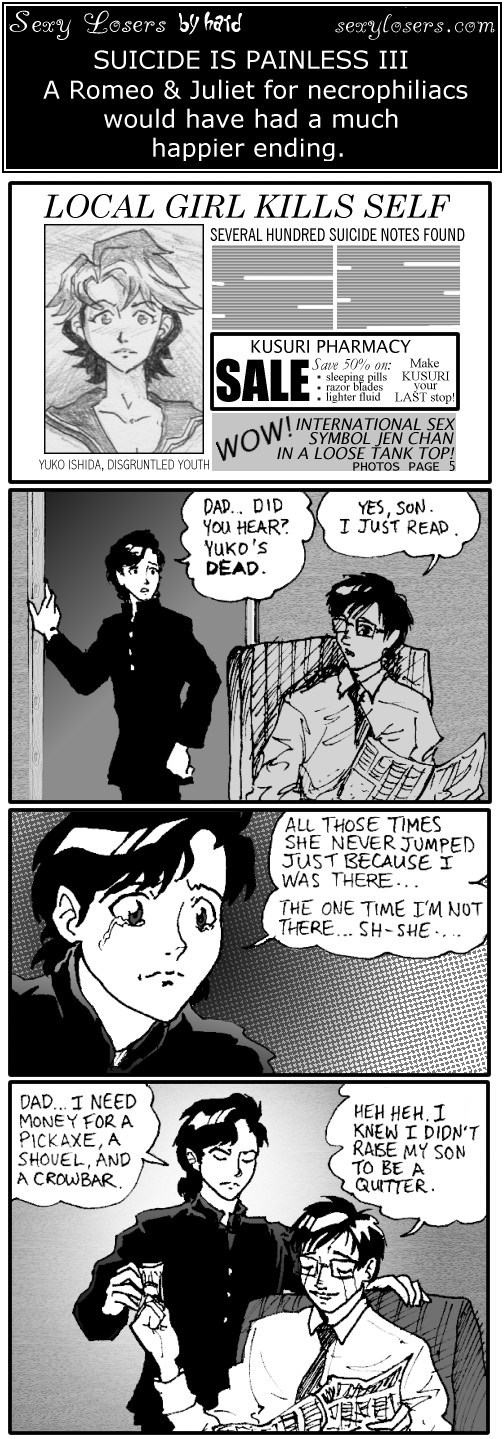 Sexy Losers by hard
sexylosers.com
SUICIDE IS PAINLESS III
A Romeo & Juliet for necrophiliacs
would have had a much
happier ending.
LOCAL GIRL KILLS SELF
SEVERAL HUNDRED SUICIDE NOTES FOUND
KUSURI PHARMACY
SALE
Save 50% on:
• sleeping pills
• razor blades
• lighter fluid
Make
KUSURI
your
LAST stop!
WOW!
INTERNATIONAL SEX
SYMBOL JEN CHAN
IN A LOOSE TANK TOP!
PHOTOS PAGE 5
YUKO ISHIDA, DISGRUNTLED YOUTH
DAD... DID
YOU HEAR?
YUKO'S
DEAD.
YES, SON.
I JUST READ.
ALL THOSE TIMES
SHE NEVER JUMPED
JUST BECAUSE I
WAS THERE...
THE ONE TIME I'M NOT
THERE... SH-SHE....
DAD... I NEED
MONEY FOR A
PICKAXE, A
SHOVEL, AND
A CROWBAR.
HEH HEH. I
KNEW I DIDN'T
RAISE MY SON
TO BE A
QUITTER.